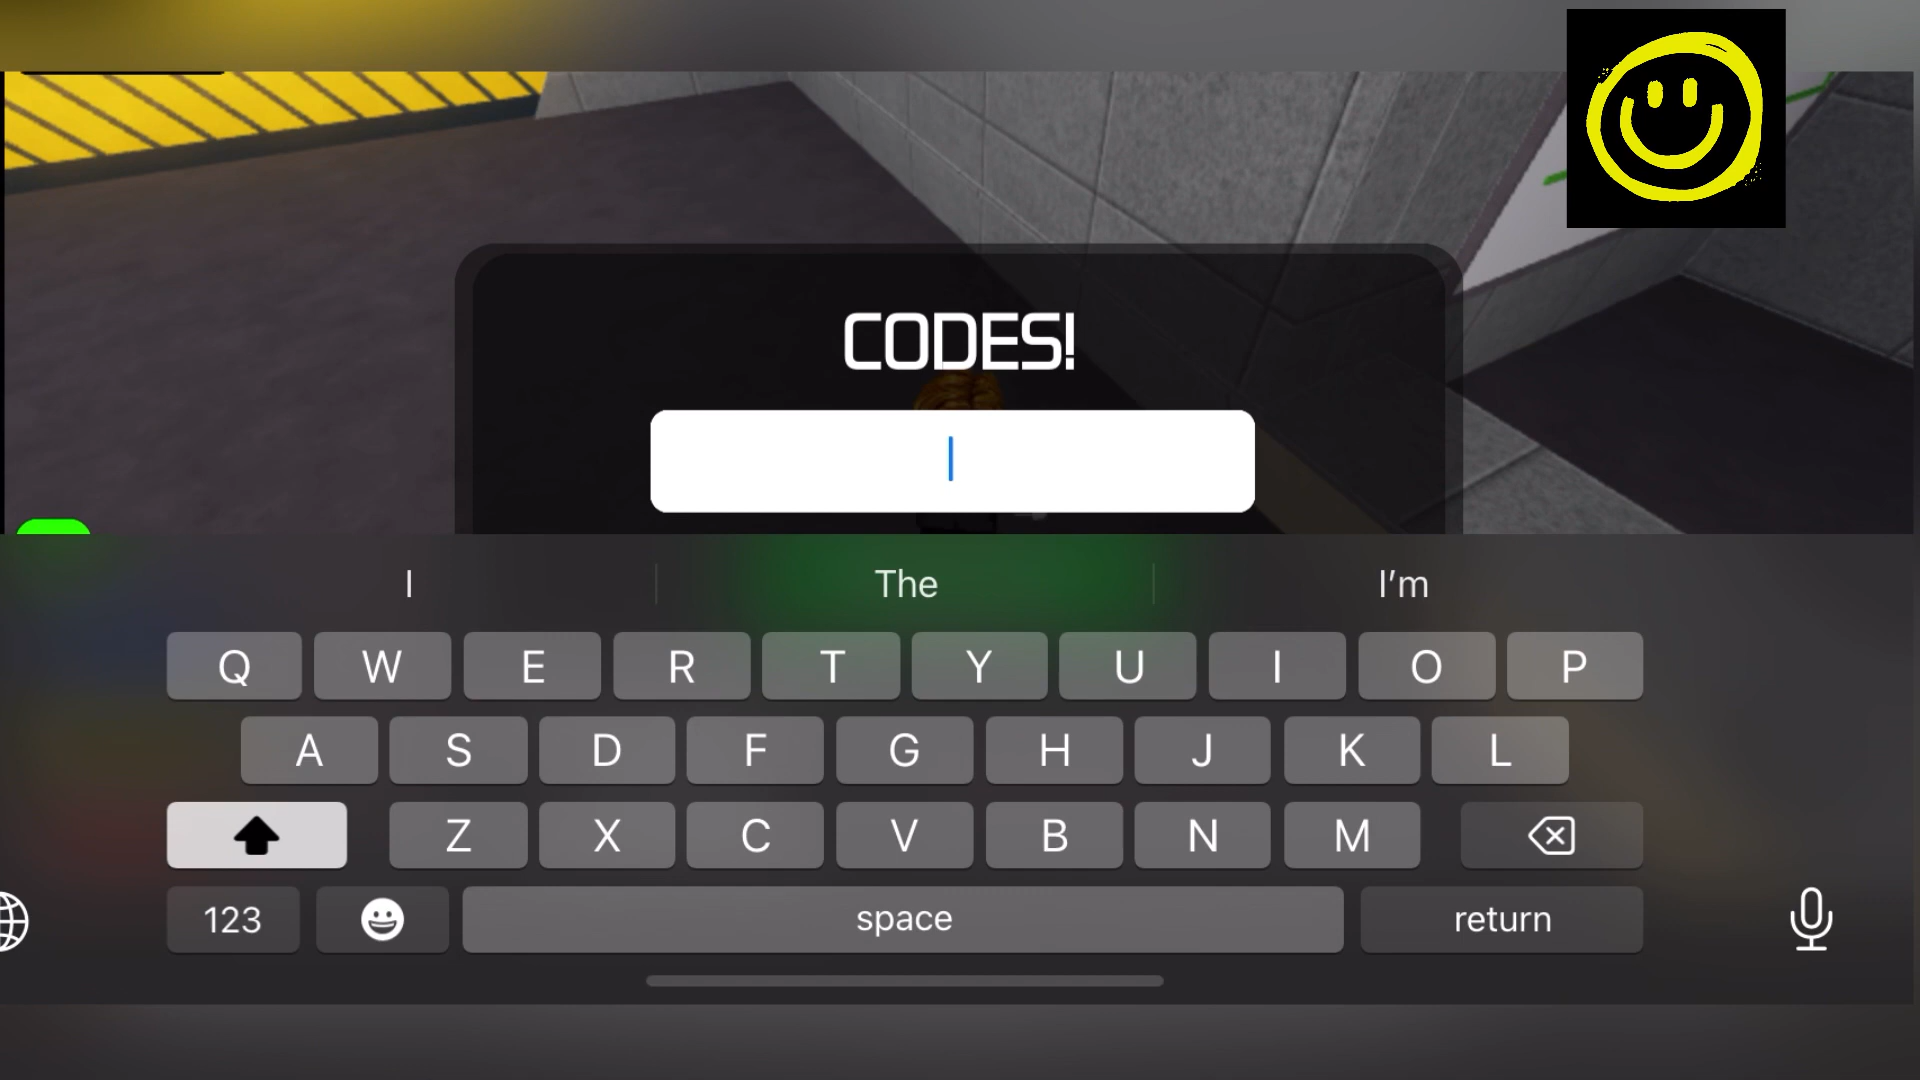 CODES!
I The I'm
Q W E R T Y U I O P
A S D F G H J K L
Z X C V B N M
123 space return